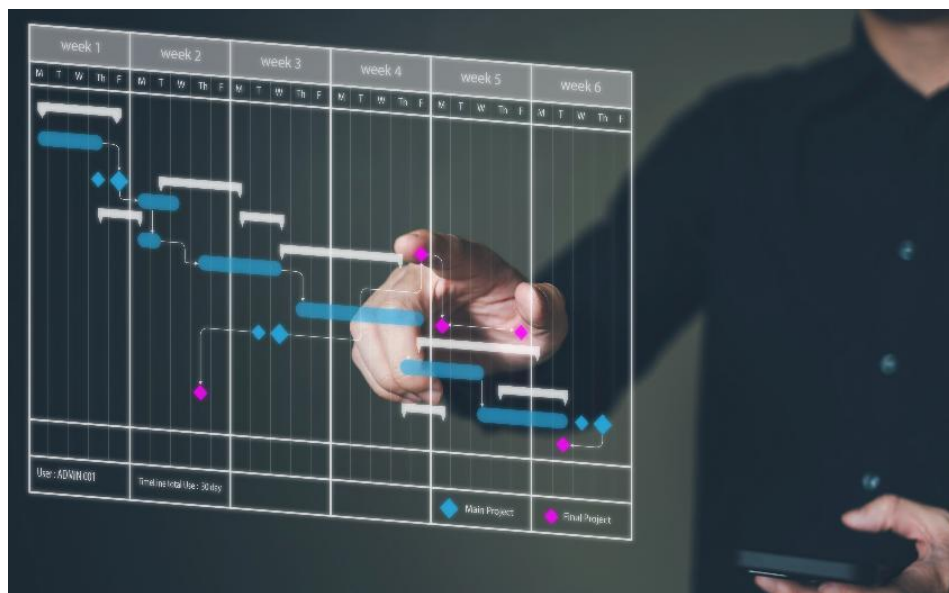 week 1 week 2 week 3 week 4 week 5 week 6
M T W Th F M T W Th F M T W Th F M T W Th F M T W Th F M T W Th F
User : ADMIN 001 Timeline total Use : 30 day Main Project Final Project